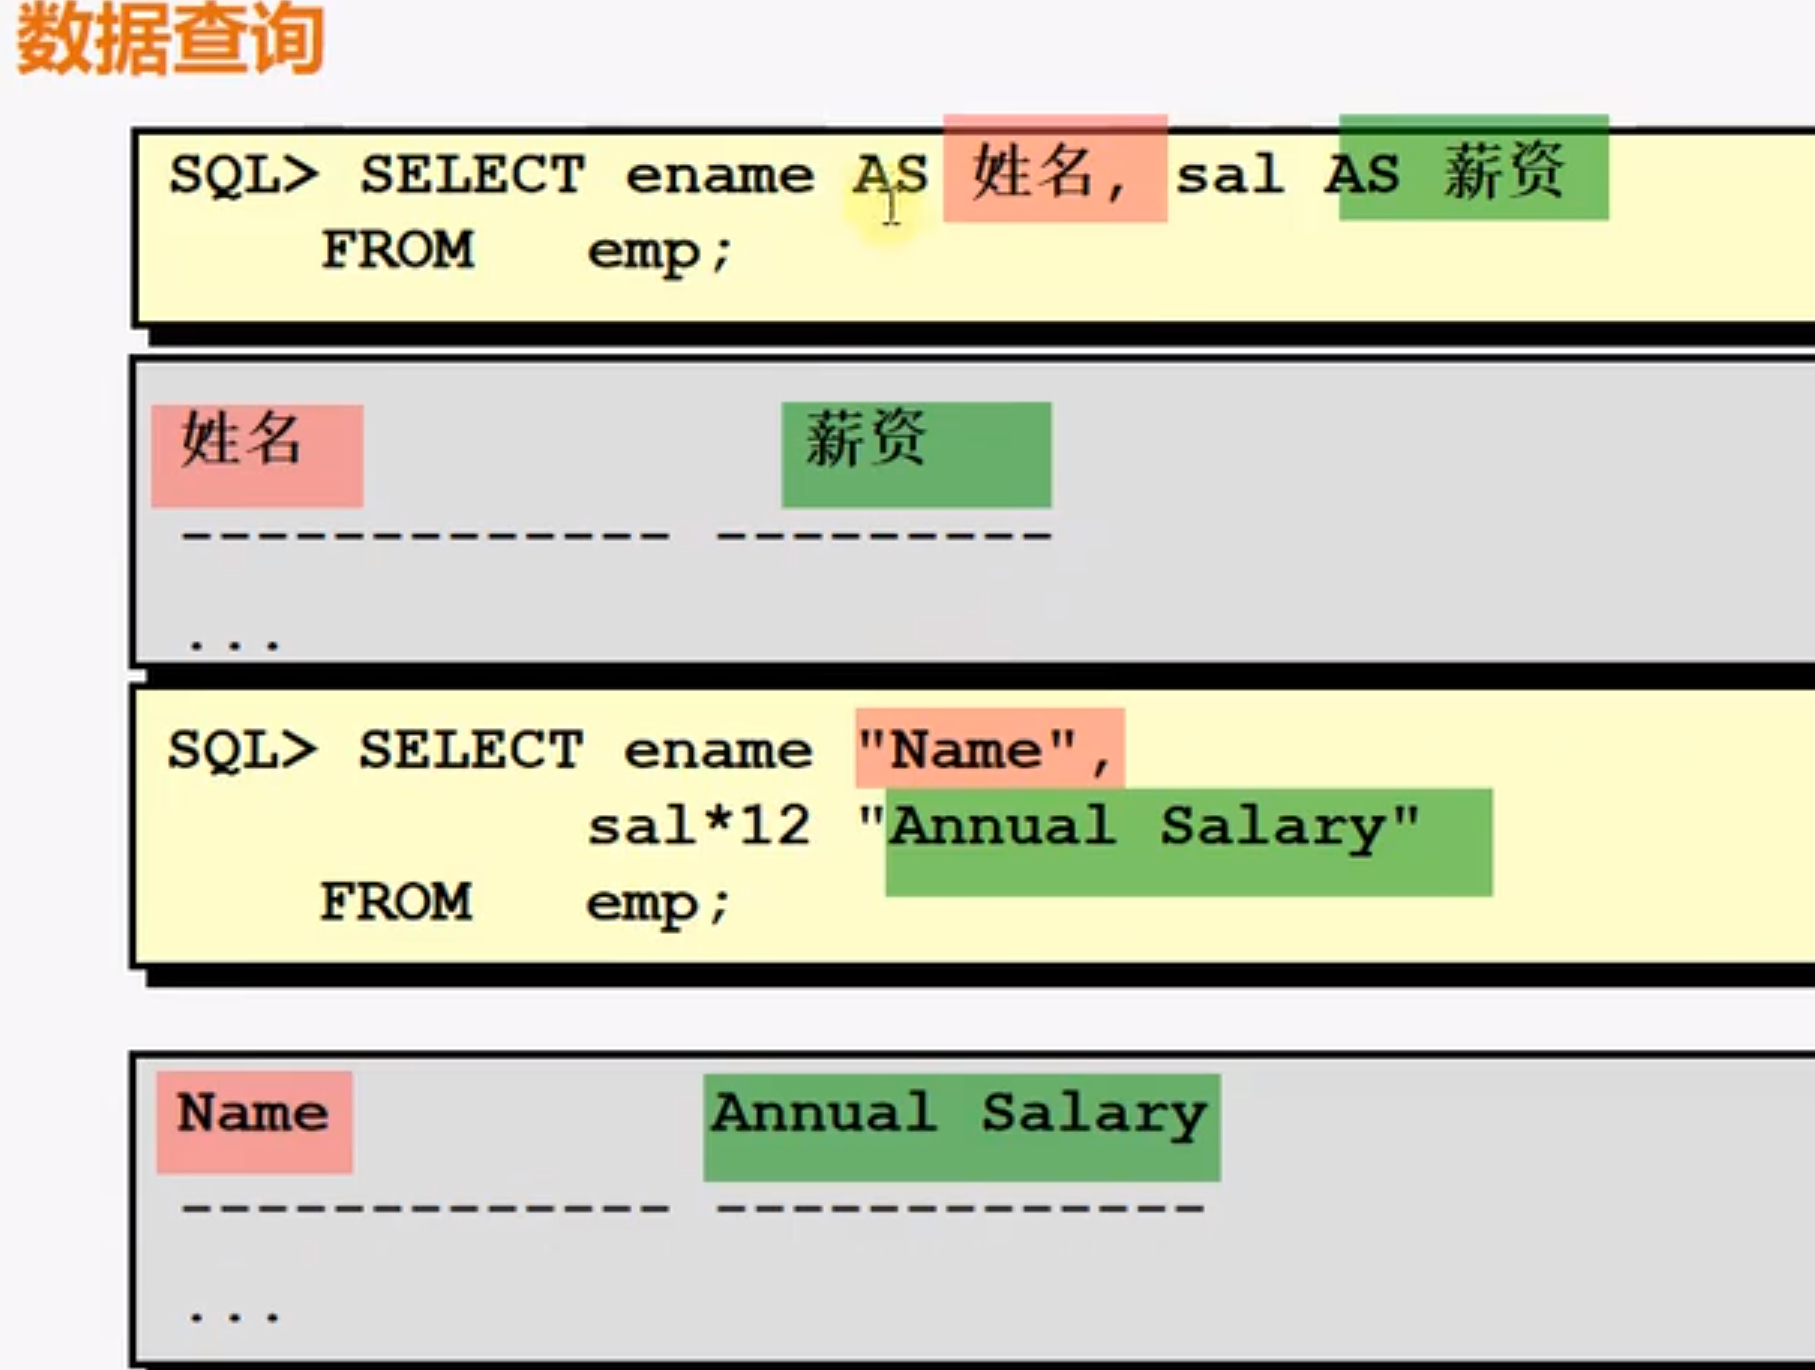 数据查询
SQL> SELECT ename AS 姓名, sal AS 薪资
FROM emp;
姓名 薪资
------------- ---------
...
SQL> SELECT ename "Name",
sal*12 "Annual Salary"
FROM emp;
Name Annual Salary
------------- -------------
...